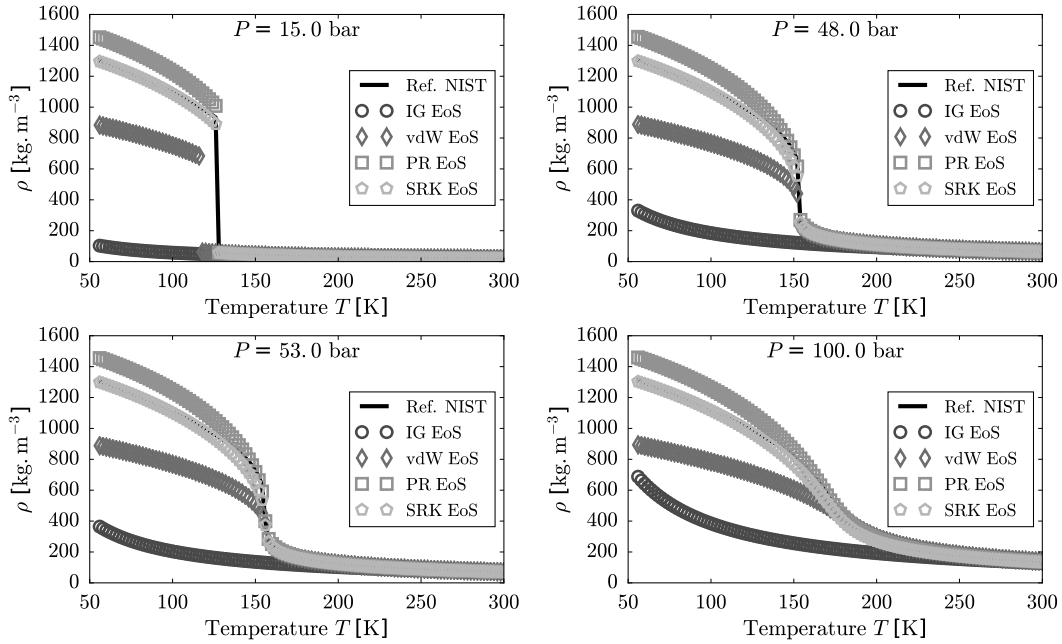 P = 15.0 bar
ρ [kg.m−3]
1600
1400
1200
1000
800
600
400
200
0
Ref. NIST
IG EoS
vdW EoS
PR EoS
SRK EoS
50 100 150 200 250 300
Temperature T [K]
P = 48.0 bar
ρ [kg.m−3]
1600
1400
1200
1000
800
600
400
200
0
Ref. NIST
IG EoS
vdW EoS
PR EoS
SRK EoS
50 100 150 200 250 300
Temperature T [K]
P = 53.0 bar
ρ [kg.m−3]
1600
1400
1200
1000
800
600
400
200
0
Ref. NIST
IG EoS
vdW EoS
PR EoS
SRK EoS
50 100 150 200 250 300
Temperature T [K]
P = 100.0 bar
ρ [kg.m−3]
1600
1400
1200
1000
800
600
400
200
0
Ref. NIST
IG EoS
vdW EoS
PR EoS
SRK EoS
50 100 150 200 250 300
Temperature T [K]